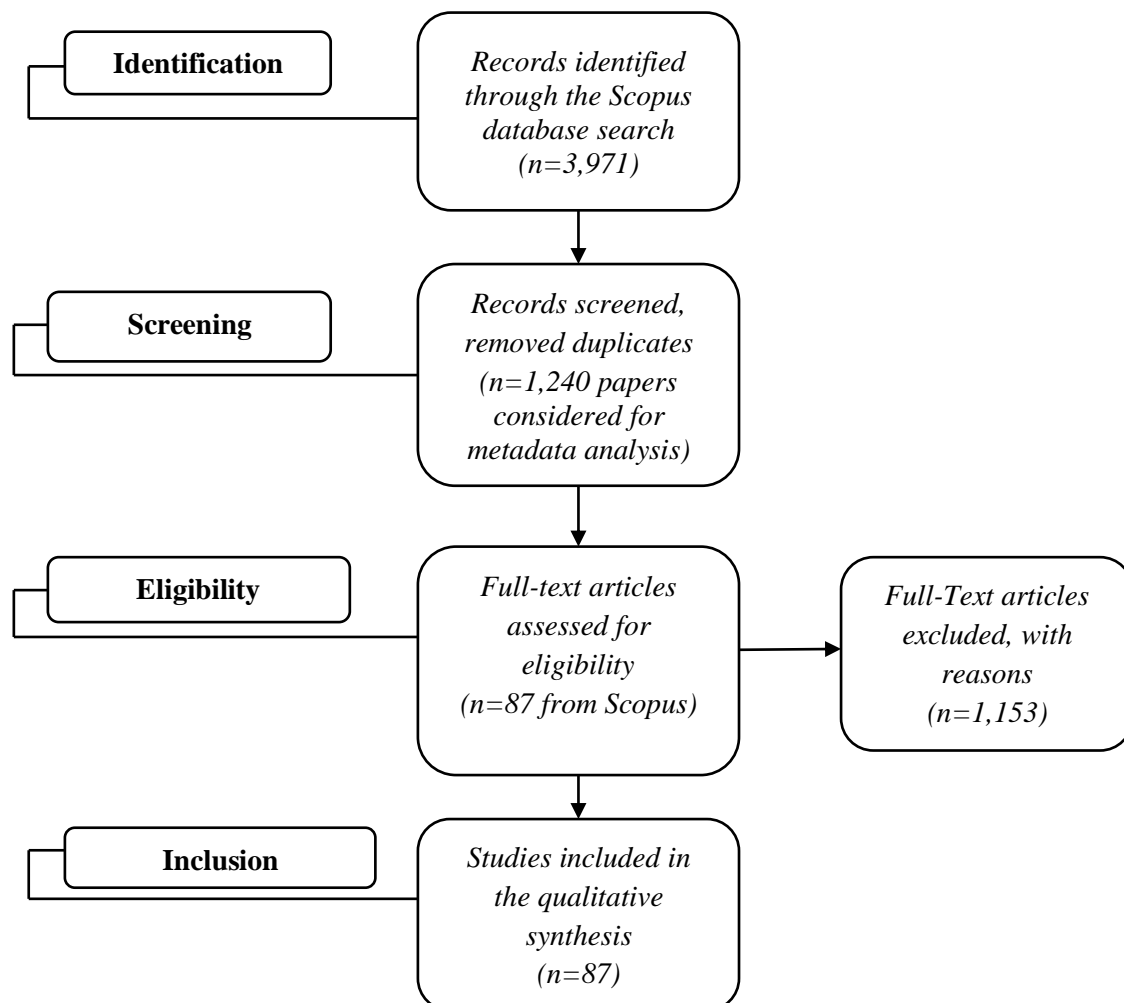 Identification
Records identified
through the Scopus
database search
(n=3,971)
Screening
Records screened,
removed duplicates
(n=1,240 papers
considered for
metadata analysis)
Eligibility
Full-text articles
assessed for
eligibility
(n=87 from Scopus)
Full-Text articles
excluded, with
reasons
(n=1,153)
Inclusion
Studies included in
the qualitative
synthesis
(n=87)